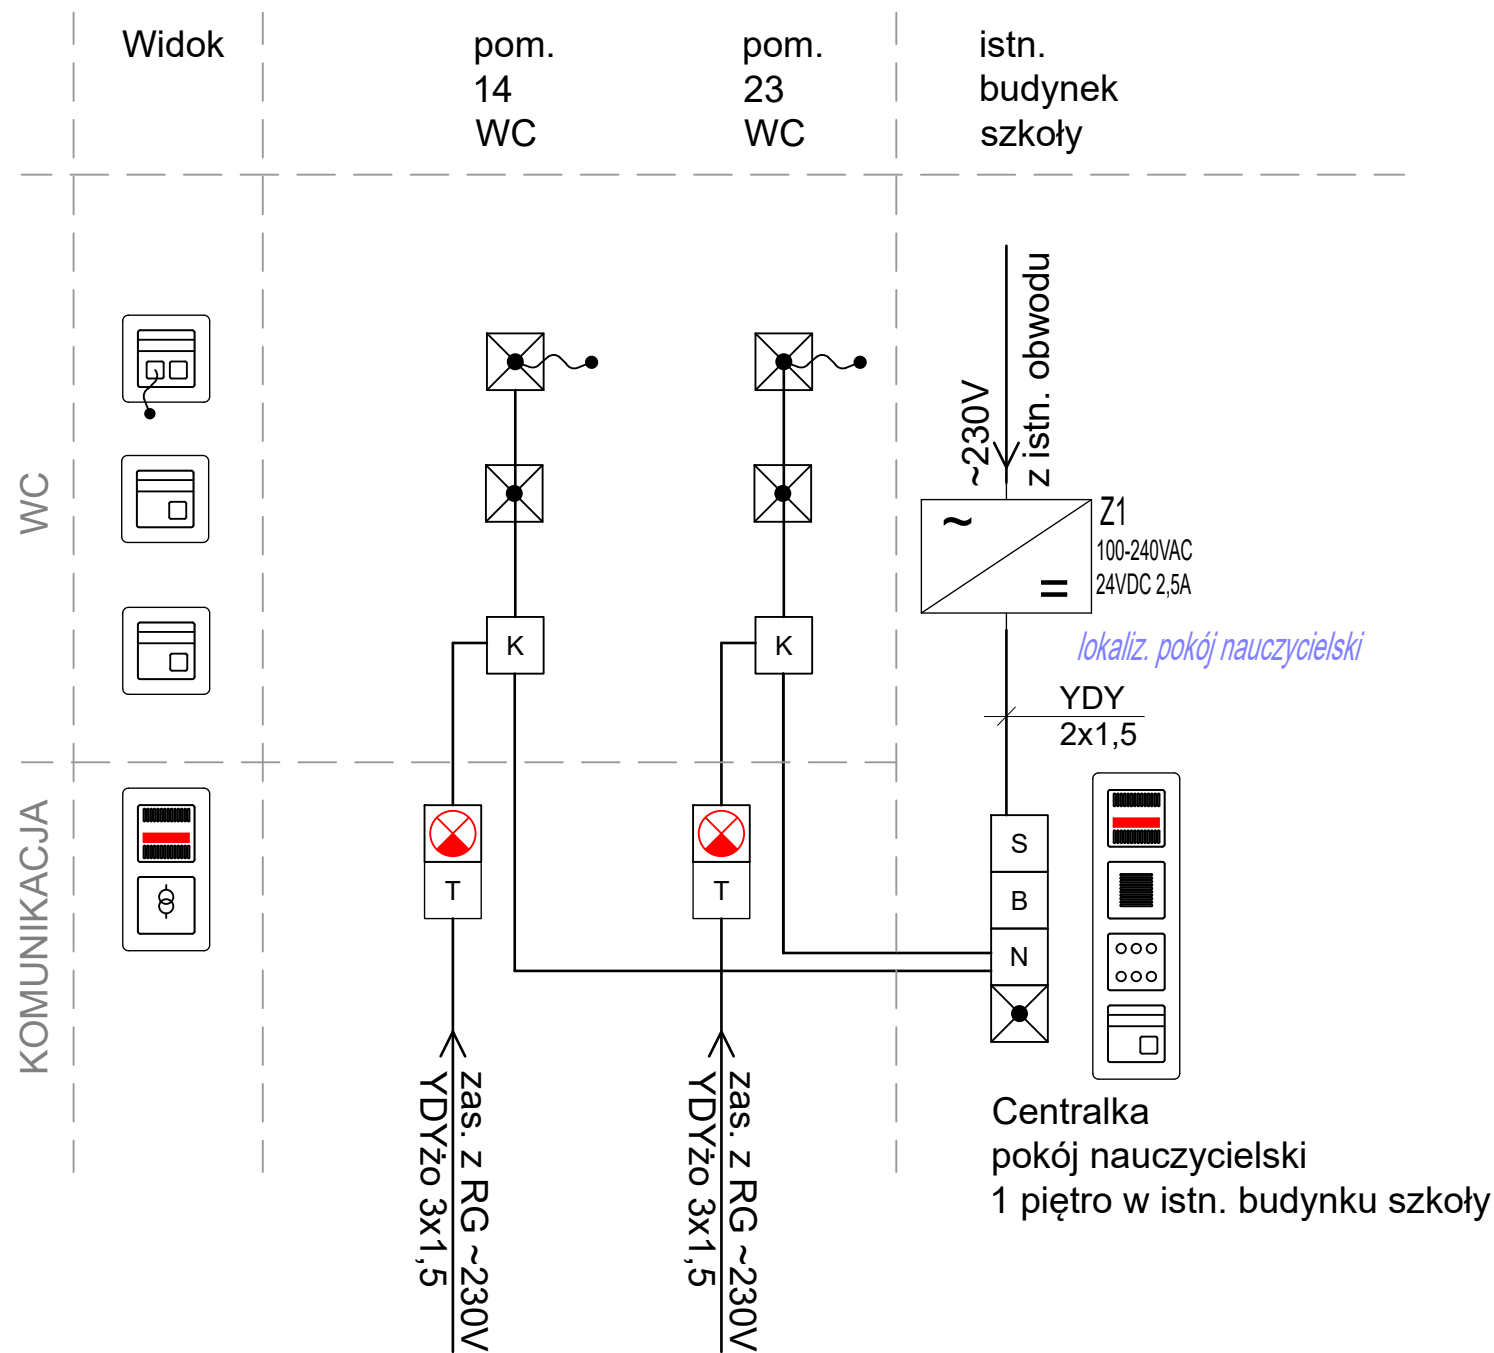 Widok
pom.
14
WC
pom.
23
WC
istn.
budynek
szkoły
WC
KOMUNIKACJA
~230V
z istn. obwodu
~
=
Z1
100-240VAC
24VDC 2,5A
lokaliz. pokój nauczycielski
YDY
2x1,5
K
K
T
T
S
B
N
zas. z RG ~230V
YDYżo 3x1,5
zas. z RG ~230V
YDYżo 3x1,5
Centralka
pokój nauczycielski
1 piętro w istn. budynku szkoły